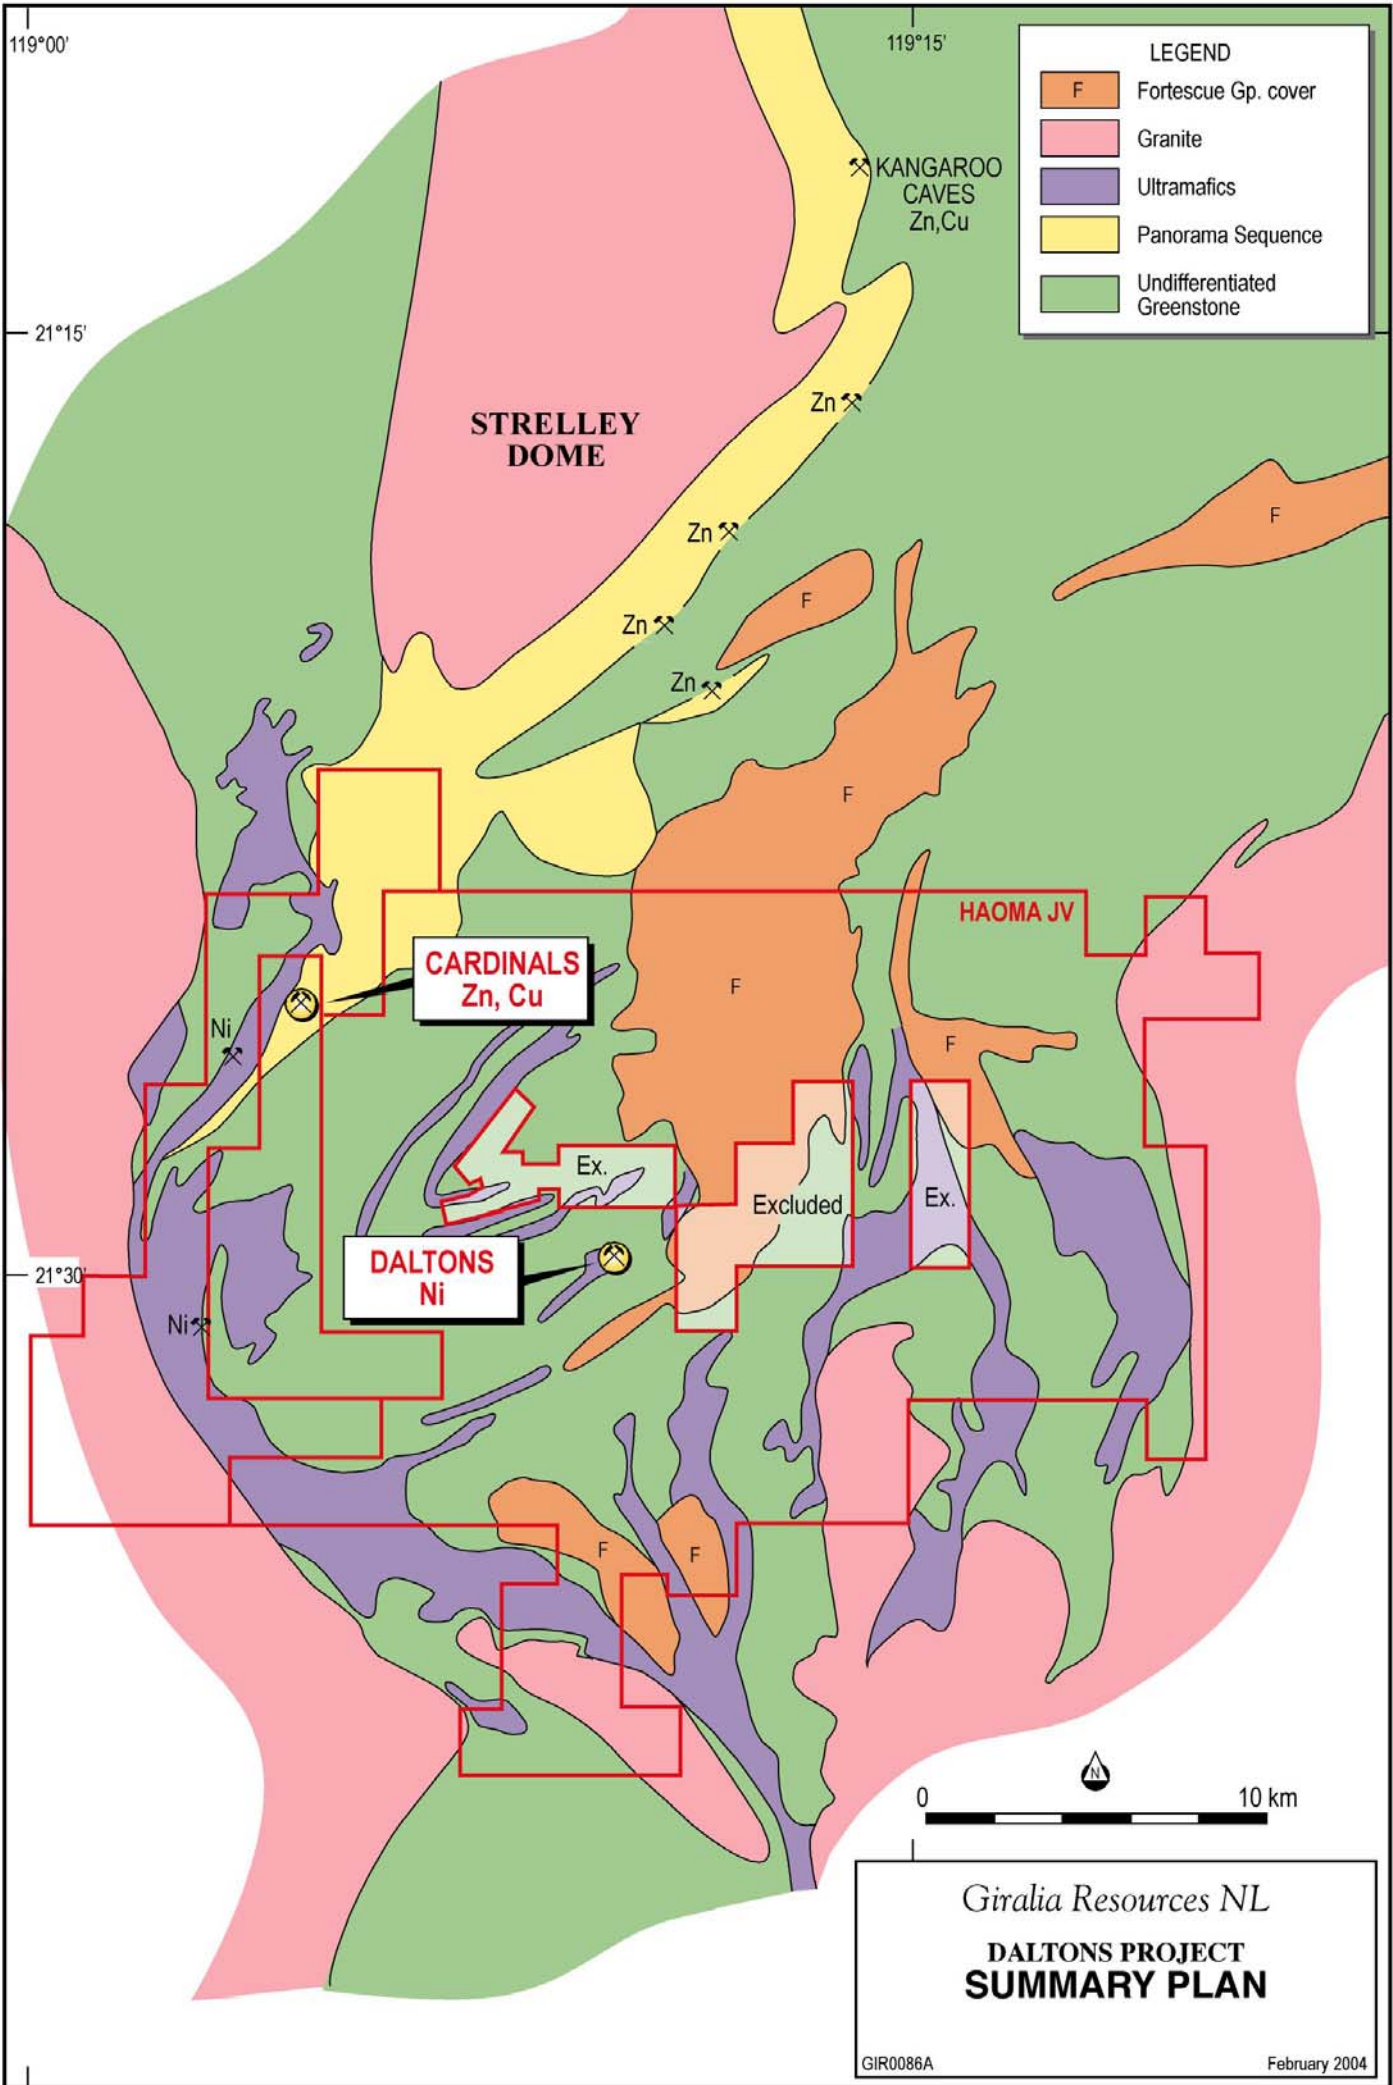 119°00'
119°15'
LEGEND
F
Fortescue Gp. cover
Granite
Ultramafics
Panorama Sequence
Undifferentiated
Greenstone
KANGAROO
CAVES
Zn,Cu
21°15'
STRELLEY
DOME
Zn
F
Zn
F
Zn
Zn
F
HAOMA JV
CARDINALS
Zn, Cu
F
Ni
F
Ex.
Excluded
Ex.
DALTONS
Ni
21°30'
Ni
F
F
N
0
10 km
Giralia Resources NL
DALTONS PROJECT
SUMMARY PLAN
GIR0086A
February 2004